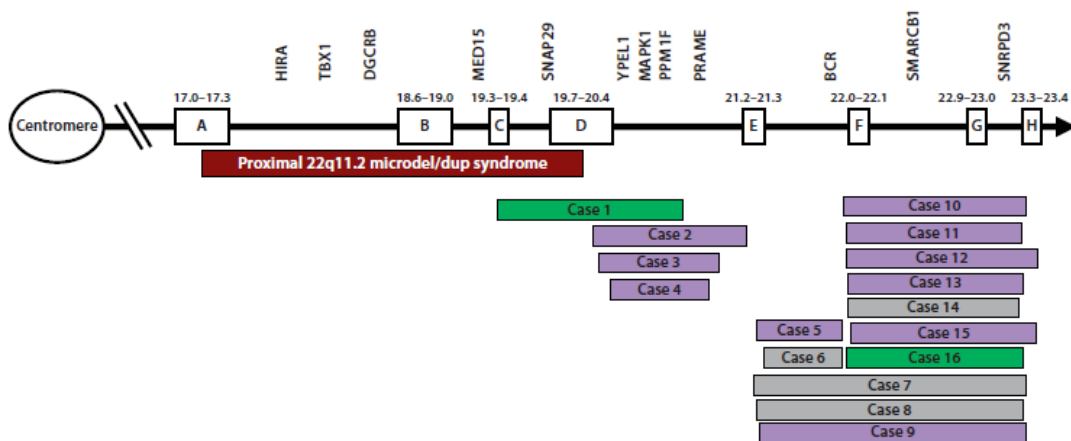 HIRA
TBX1
DGCRB
MED15
SNAP29
YPEL1
MAPK1
PPM1F
PRAME
BCR
SMARCB1
SNRPD3
17.0–17.3
18.6–19.0
19.3–19.4
19.7–20.4
21.2–21.3
22.0–22.1
22.9–23.0
23.3–23.4
Centromere
A
B
C
D
E
F
G
H
Proximal 22q11.2 microdel/dup syndrome
Case 1
Case 2
Case 3
Case 4
Case 5
Case 6
Case 10
Case 11
Case 12
Case 13
Case 14
Case 15
Case 16
Case 7
Case 8
Case 9